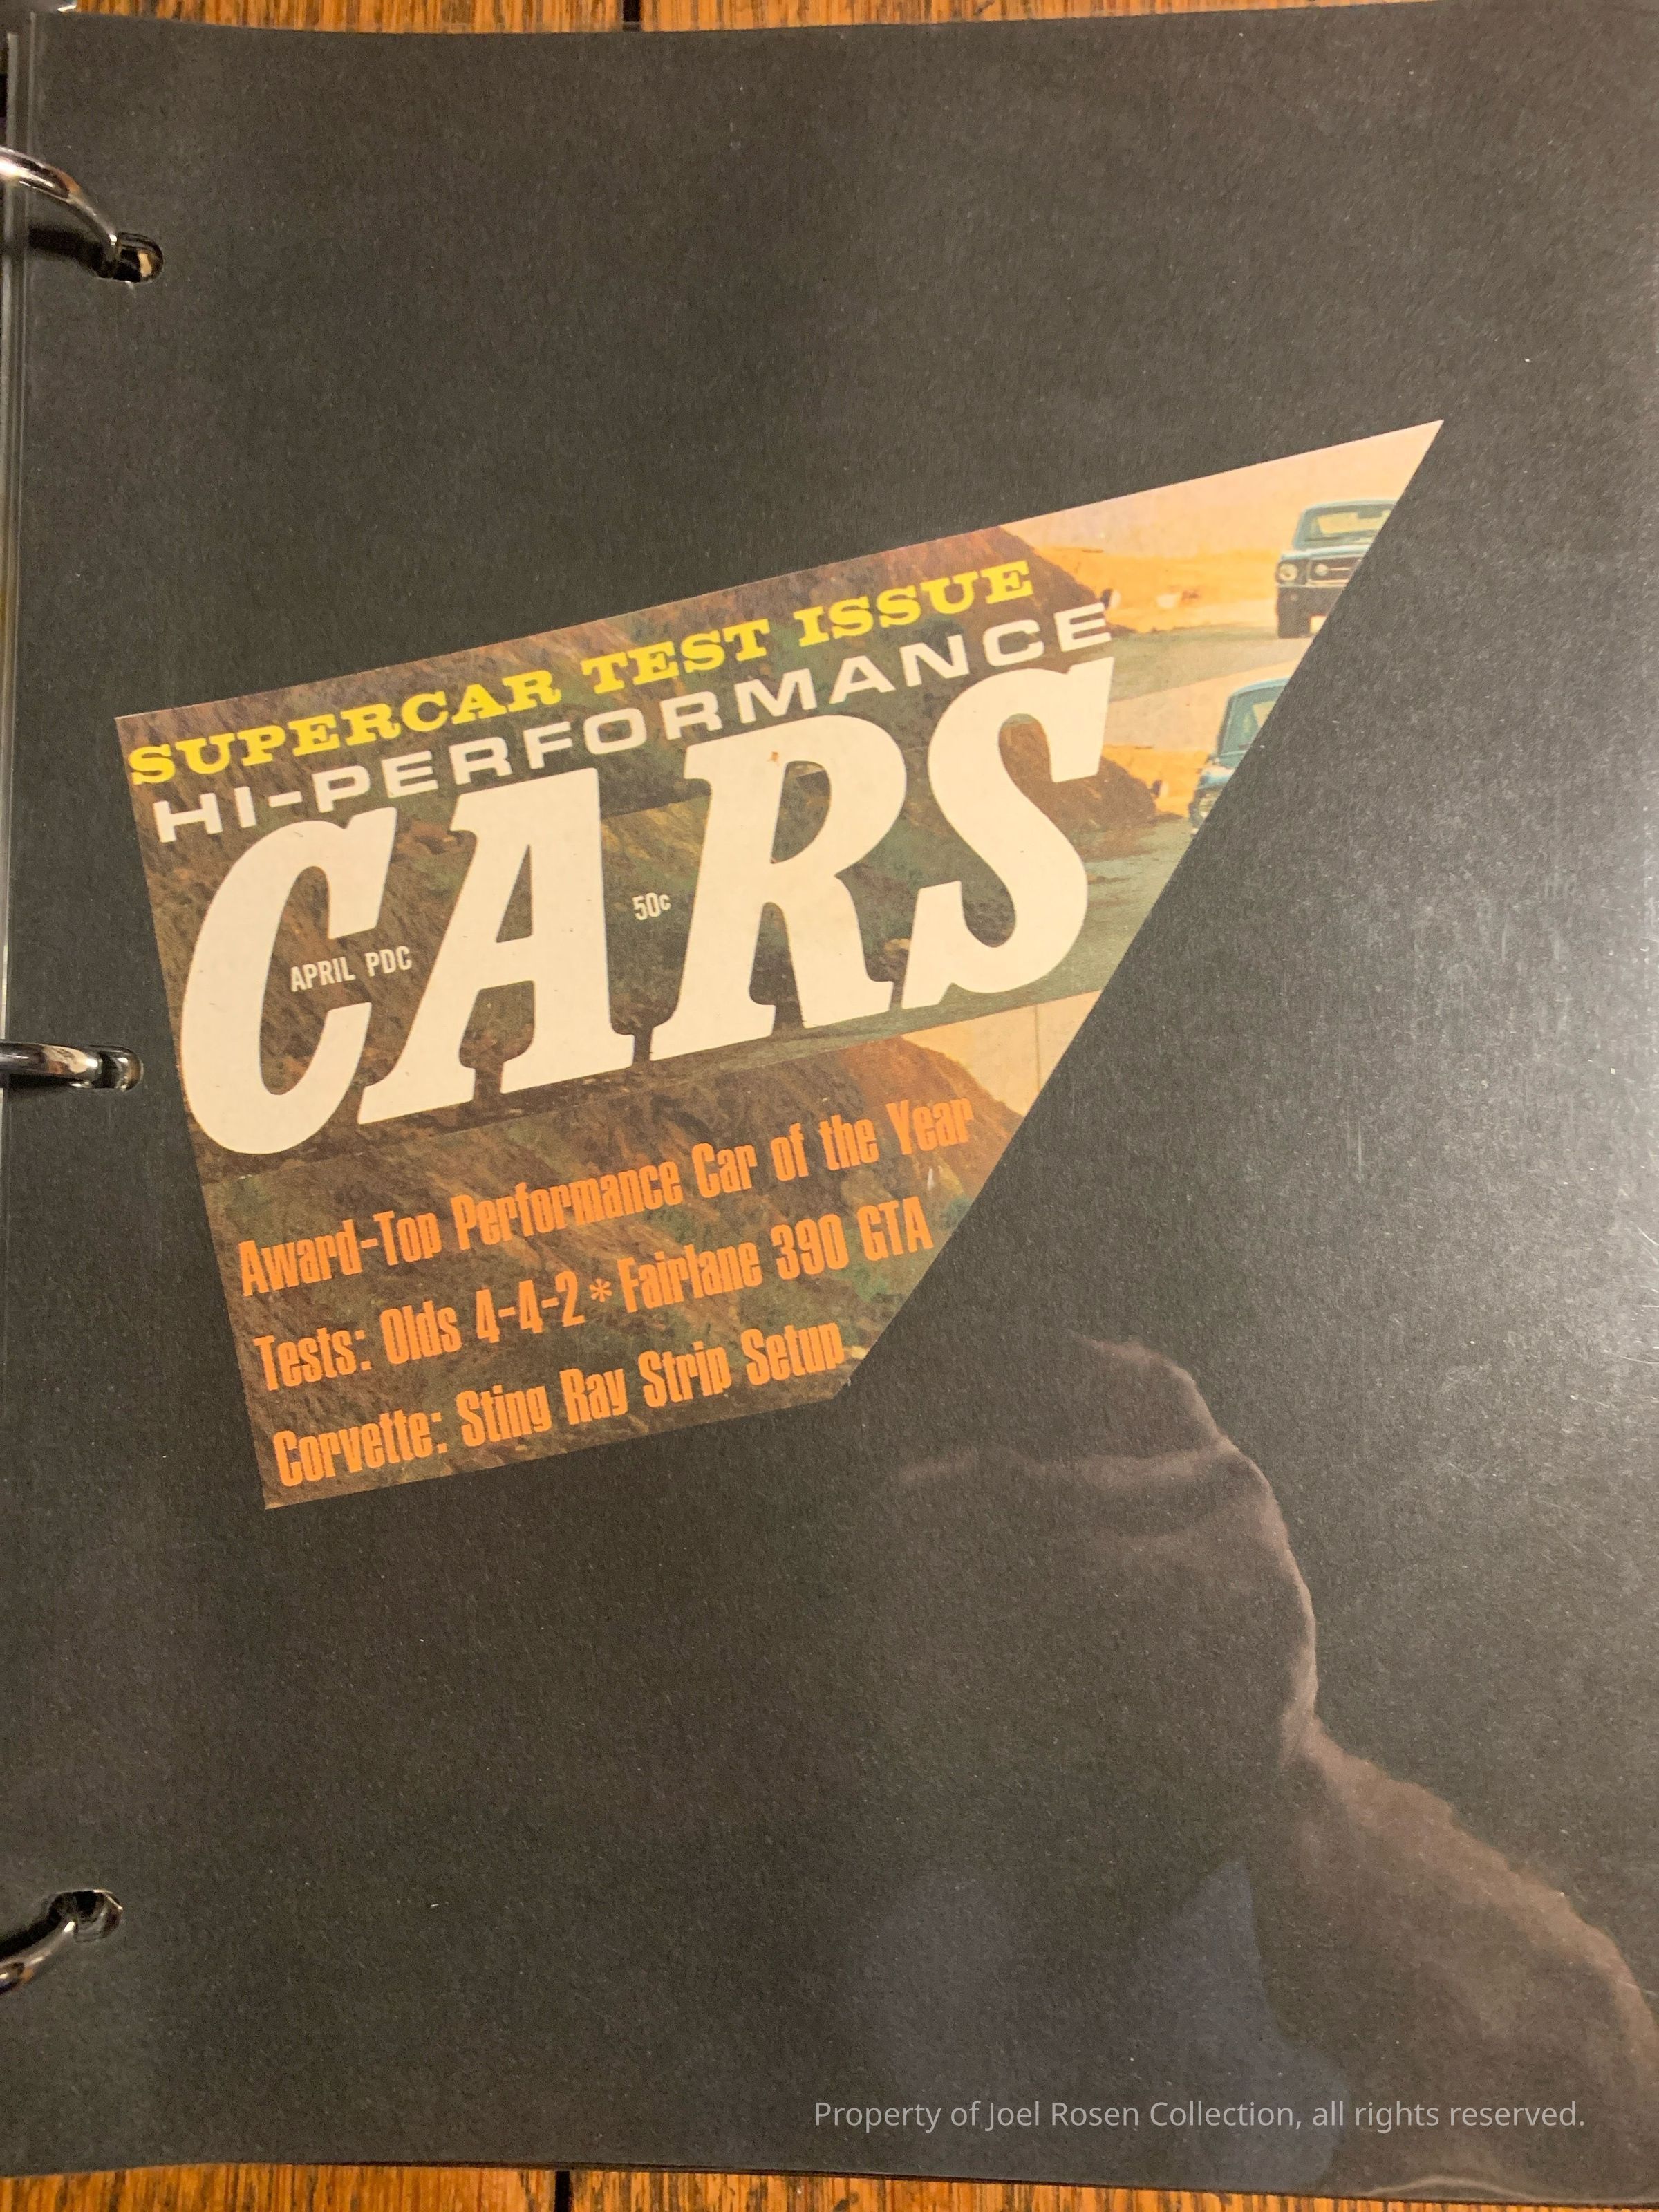 SUPERCAR TEST ISSUE
HI-PERFORMANCE
CARS
APRIL PDC
50c
Award-Top Performance Car of the Year
Tests: Olds 4-4-2 * Fairlane 390 GTA
Corvette: Sting Ray Strip Setup
Property of Joel Rosen Collection, all rights reserved.